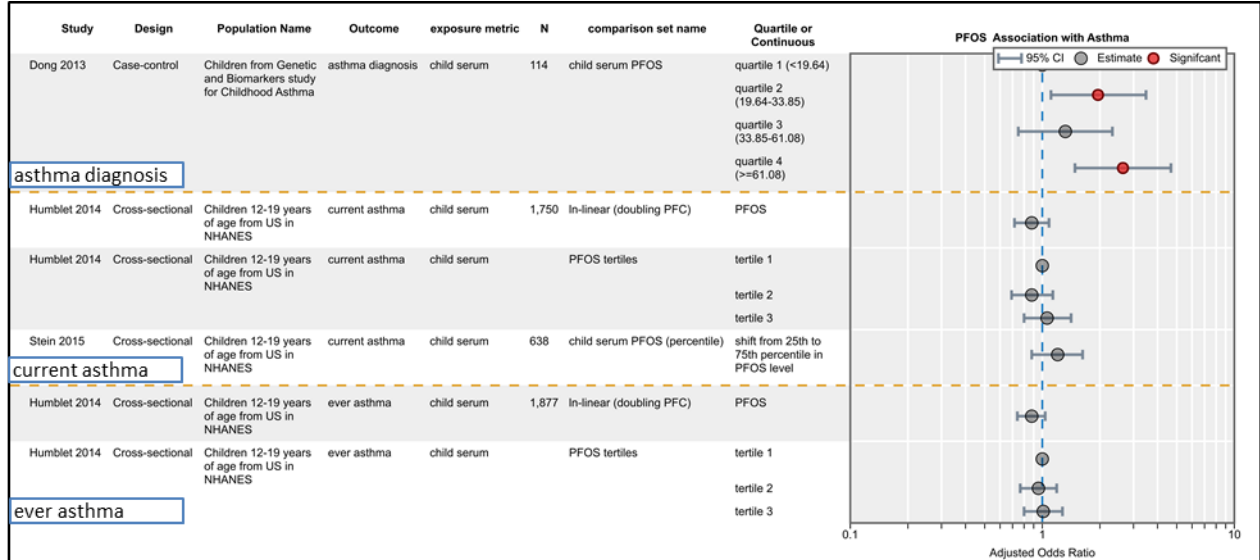 Study Design Population Name Outcome exposure metric N comparison set name Quartile or
Continuous
PFOS Association with Asthma
95% CI Estimate Signifcant
Dong 2013 Case-control Children from Genetic asthma diagnosis child serum 114 child serum PFOS quartile 1 (<19.64)
and Biomarkers study
for Childhood Asthma
quartile 2
(19.64-33.85)
quartile 3
(33.85-61.08)
quartile 4
(>=61.08)
asthma diagnosis
Humblet 2014 Cross-sectional Children 12-19 years current asthma child serum 1,750 ln-linear (doubling PFC) PFOS
of age from US in
NHANES
Humblet 2014 Cross-sectional Children 12-19 years current asthma child serum PFOS tertiles tertile 1
of age from US in
NHANES
tertile 2
tertile 3
Stein 2015 Cross-sectional Children 12-19 years current asthma child serum 638 child serum PFOS (percentile) shift from 25th to
of age from US in 75th percentile in
NHANES PFOS level
current asthma
Humblet 2014 Cross-sectional Children 12-19 years ever asthma child serum 1,877 ln-linear (doubling PFC) PFOS
of age from US in
NHANES
Humblet 2014 Cross-sectional Children 12-19 years ever asthma child serum PFOS tertiles tertile 1
of age from US in
NHANES
tertile 2
ever asthma
tertile 3
0.1 1 10
Adjusted Odds Ratio